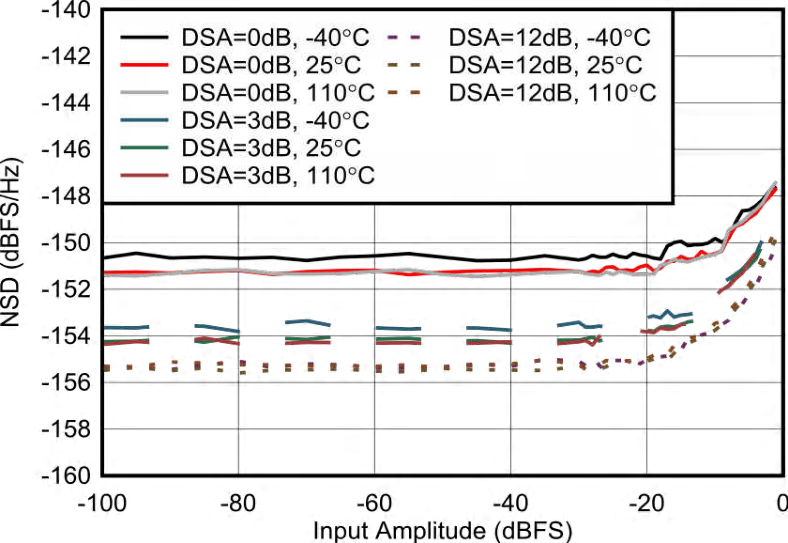 -140
-142
-144
-146
-148
-150
-152
-154
-156
-158
-160
NSD (dBFS/Hz)
DSA=0dB, -40°C
DSA=0dB, 25°C
DSA=0dB, 110°C
DSA=3dB, -40°C
DSA=3dB, 25°C
DSA=3dB, 110°C
DSA=12dB, -40°C
DSA=12dB, 25°C
DSA=12dB, 110°C
-100 -80 -60 -40 -20 0
Input Amplitude (dBFS)